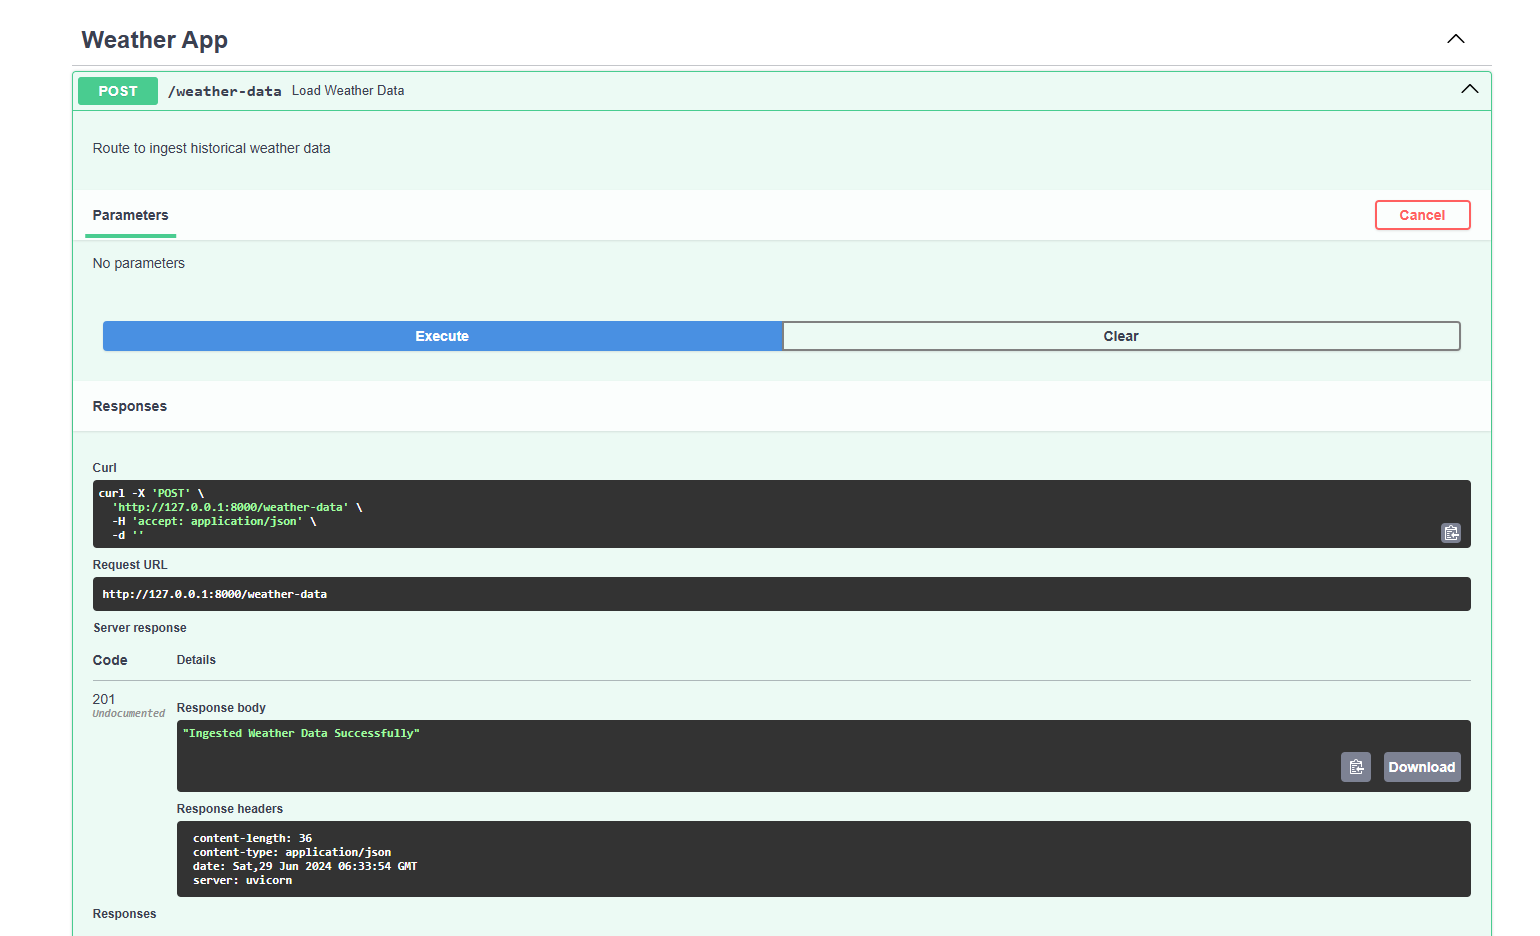 Weather App
POST /weather-data Load Weather Data
Route to ingest historical weather data
Parameters
Cancel
No parameters
Execute
Clear
Responses
Curl
curl -X 'POST' \
'http://127.0.0.1:8000/weather-data' \
-H 'accept: application/json' \
-d ''
Request URL
http://127.0.0.1:8000/weather-data
Server response
Code Details
201
Undocumented
Response body
"Ingested Weather Data Successfully"
Download
Response headers
content-length: 36
content-type: application/json
date: Sat,29 Jun 2024 06:33:54 GMT
server: uvicorn
Responses